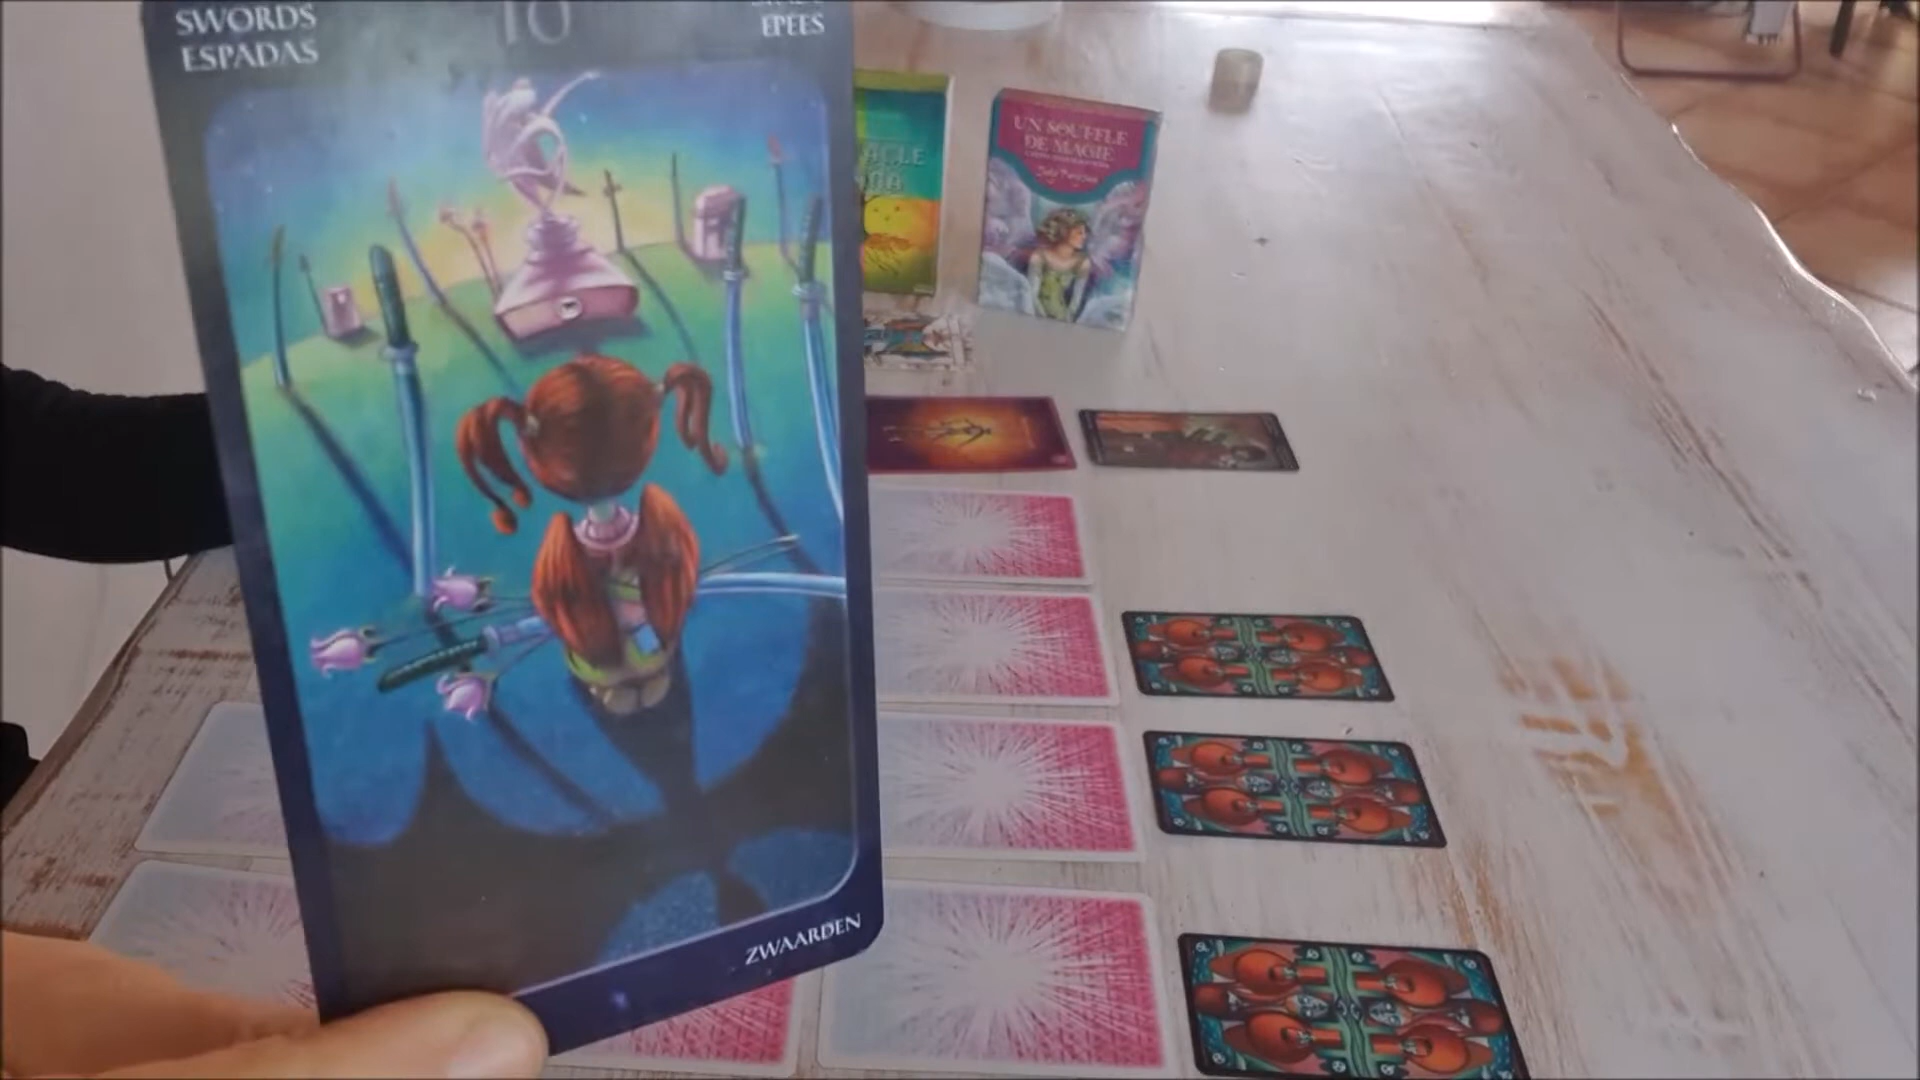 SWORDS
ESPADAS
10
EPEES
UN SOUFFLE
DE MAGIE
ZWAARDEN